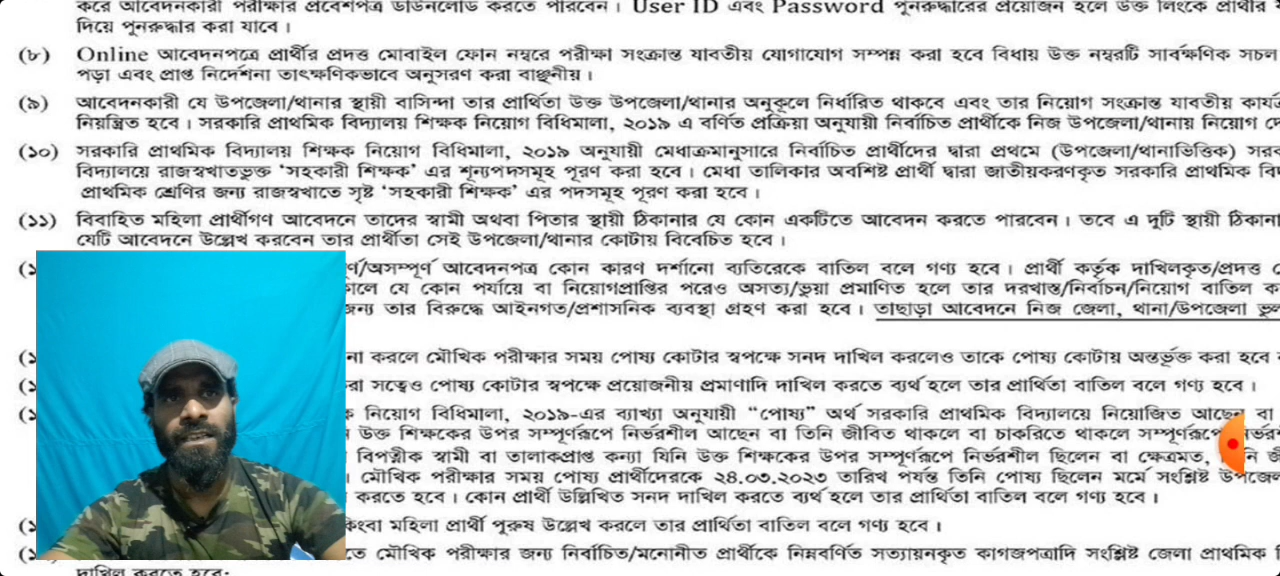 করে আবেদনকারী পরীক্ষার প্রবেশপত্র ডাউনলোড করতে পারবেন। User ID এবং Password পুনরুদ্ধারের প্রয়োজন হলে উক্ত লিংকে প্রার্থীর
দিয়ে পুনরুদ্ধার করা যাবে।
(৮) Online আবেদনপত্রে প্রার্থীর প্রদত্ত মোবাইল ফোন নম্বরে পরীক্ষা সংক্রান্ত যাবতীয় যোগাযোগ সম্পন্ন করা হবে বিধায় উক্ত নম্বরটি সার্বক্ষণিক সচল
পড়া এবং প্রাপ্ত নির্দেশনা তাৎক্ষণিকভাবে অনুসরণ করা বাঞ্ছনীয়।
(৯) আবেদনকারী যে উপজেলা/থানার স্থায়ী বাসিন্দা তার প্রার্থিতা উক্ত উপজেলা/থানার অনুকূলে নির্ধারিত থাকবে এবং তার নিয়োগ সংক্রান্ত যাবতীয়
নিয়ন্ত্রিত হবে। সরকারি প্রাথমিক বিদ্যালয় শিক্ষক নিয়োগ বিধিমালা, ২০১৯ এ বর্ণিত প্রক্রিয়া অনুযায়ী নির্বাচিত প্রার্থীকে নিজ উপজেলা/থানায় নিয়োগ
(১০) সরকারি প্রাথমিক বিদ্যালয় শিক্ষক নিয়োগ বিধিমালা, ২০১৯ অনুযায়ী মেধাক্রমানুসারে নির্বাচিত প্রার্থীদের দ্বারা প্রথমে (উপজেলা/থানাভিত্তিক)
বিদ্যালয়ে রাজস্বখাতভুক্ত ‘সহকারী শিক্ষক’ এর শূন্যপদসমূহ পূরণ করা হবে। মেধা তালিকার অবশিষ্ট প্রার্থী দ্বারা জাতীয়করণকৃত সরকারি প্রাথমিক
প্রাথমিক শ্রেণির জন্য রাজস্বখাতে সৃষ্ট ‘সহকারী শিক্ষক’ এর পদসমূহ পূরণ করা হবে।
(১১) বিবাহিত মহিলা প্রার্থীগণ আবেদনে তাদের স্বামী অথবা পিতার স্থায়ী ঠিকানার যে কোন একটিতে আবেদন করতে পারবেন। তবে এ দুটি স্থায়ী ঠিকানা
যেটি আবেদনে উল্লেখ করবেন তার প্রার্থীতা সেই উপজেলা/থানার কোটায় বিবেচিত হবে।
র্ণ/অসম্পূর্ণ আবেদনপত্র কোন কারণ দর্শানো ব্যতিরেকে বাতিল বলে গণ্য হবে। প্রার্থী কর্তৃক দাখিলকৃত/প্রদত্ত
কালে যে কোন পর্যায়ে বা নিয়োগপ্রাপ্তির পরেও অসত্য/ভুয়া প্রমাণিত হলে তার দরখাস্ত/নির্বাচন/নিয়োগ বাতিল
জন্য তার বিরুদ্ধে আইনগত/প্রশাসনিক ব্যবস্থা গ্রহণ করা হবে। তাছাড়া আবেদনে নিজ জেলা, থানা/উপজেলা ভুল
না করলে মৌখিক পরীক্ষার সময় পোষ্য কোটার স্বপক্ষে সনদ দাখিল করলেও তাকে পোষ্য কোটায় অন্তর্ভূক্ত করা হবে
রা সত্বেও পোষ্য কোটার স্বপক্ষে প্রয়োজনীয় প্রমাণাদি দাখিল করতে ব্যর্থ হলে তার প্রার্থিতা বাতিল বলে গণ্য হবে।
ক নিয়োগ বিধিমালা, ২০১৯-এর ব্যাখ্যা অনুযায়ী “পোষ্য” অর্থ সরকারি প্রাথমিক বিদ্যালয়ে নিয়োজিত আছেন বা
উক্ত শিক্ষকের উপর সম্পূর্ণরূপে নির্ভরশীল আছেন বা তিনি জীবিত থাকলে বা চাকরিতে থাকলে সম্পূর্ণরূপে
বিপত্নীক স্বামী বা তালাকপ্রাপ্ত কন্যা যিনি উক্ত শিক্ষকের উপর সম্পূর্ণরূপে নির্ভরশীল ছিলেন বা ক্ষেত্রমত,
। মৌখিক পরীক্ষার সময় পোষ্য প্রার্থীদেরকে ২৪.০৩.২০২৩ তারিখ পর্যন্ত তিনি পোষ্য ছিলেন মর্মে সংশ্লিষ্ট
করতে হবে। কোন প্রার্থী উল্লিখিত সনদ দাখিল করতে ব্যর্থ হলে তার প্রার্থিতা বাতিল বলে গণ্য হবে।
কিংবা মহিলা প্রার্থী পুরুষ উল্লেখ করলে তার প্রার্থিতা বাতিল বলে গণ্য হবে।
তে মৌখিক পরীক্ষার জন্য নির্বাচিত/মনোনীত প্রার্থীকে নিম্নবর্ণিত সত্যায়নকৃত কাগজপত্রাদি সংশ্লিষ্ট জেলা প্রাথমিক
দাখিল করতে হবে: